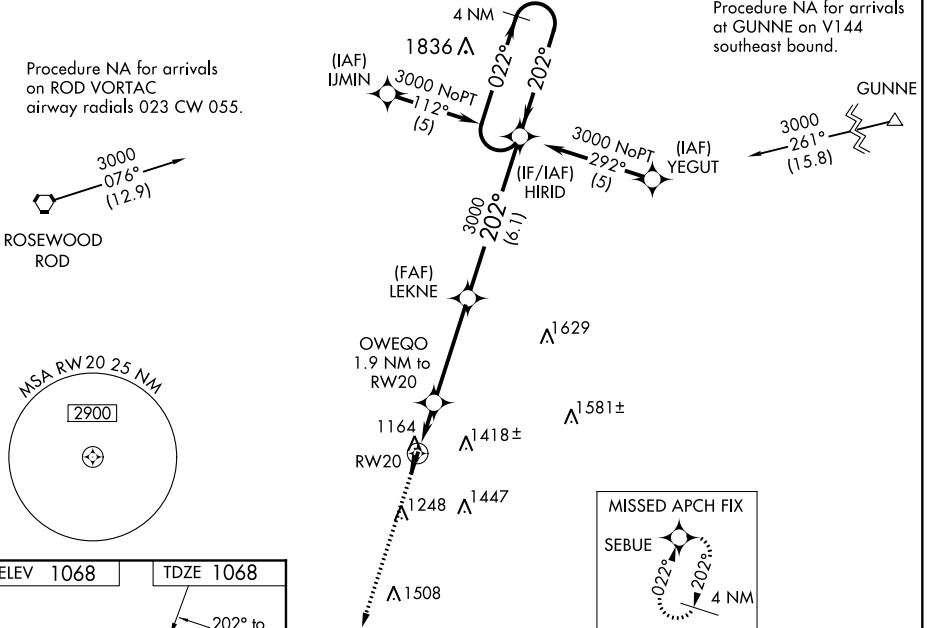 Procedure NA for arrivals
on ROD VORTAC
airway radials 023 CW 055.
3000
076°
(12.9)
ROSEWOOD
ROD
4 NM
1836
022°
202°
(IAF)
IJMIN
3000 NoPT
112°
(5)
Procedure NA for arrivals
at GUNNE on V144
southeast bound.
GUNNE
3000
261°
(15.8)
3000 NoPT
292°
(5)
(IAF)
YEGUT
(IF/IAF)
HIRID
3000
202°
(6.1)
(FAF)
LEKNE
OWEQO
1.9 NM to
RW20
1629
1581±
1164
1418±
RW20
1248
1447
1508
MSA RW20 25 NM
2900
MISSED APCH FIX
SEBUE
022°
202°
4 NM
ELEV 1068
TDZE 1068
202° to